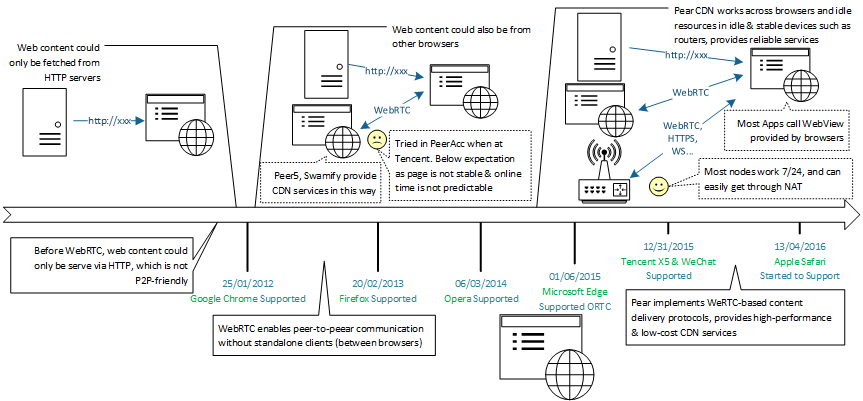 Web content could
only be fetched from
HTTP servers
http://xxx
Web content could also be from
other browsers
http://xxx
WebRTC
Peer5, Swamify provide
CDN services in this way
Tried in PeerAcc when at
Tencent. Below expectation
as page is not stable & online
time is not predictable
Pear CDN works across browsers and idle
resources in idle & stable devices such as
routers, provides reliable services
http://xxx
WebRTC
WebRTC,
HTTPS,
WS...
Most Apps call WebView
provided by browsers
Most nodes work 7/24, and can
easily get through NAT
Before WebRTC, web content could
only be serve via HTTP, which is not
P2P-friendly
25/01/2012
Google Chrome Supported
20/02/2013
Firefox Supported
06/03/2014
Opera Supported
01/06/2015
Microsoft Edge
Supported ORTC
12/31/2015
Tencent X5 & WeChat
Supported
13/04/2016
Apple Safari
Started to Support
WebRTC enables peer-to-peear communication
without standalone clients (between browsers)
Pear implements WeRTC-based content
delivery protocols, provides high-performance
& low-cost CDN services